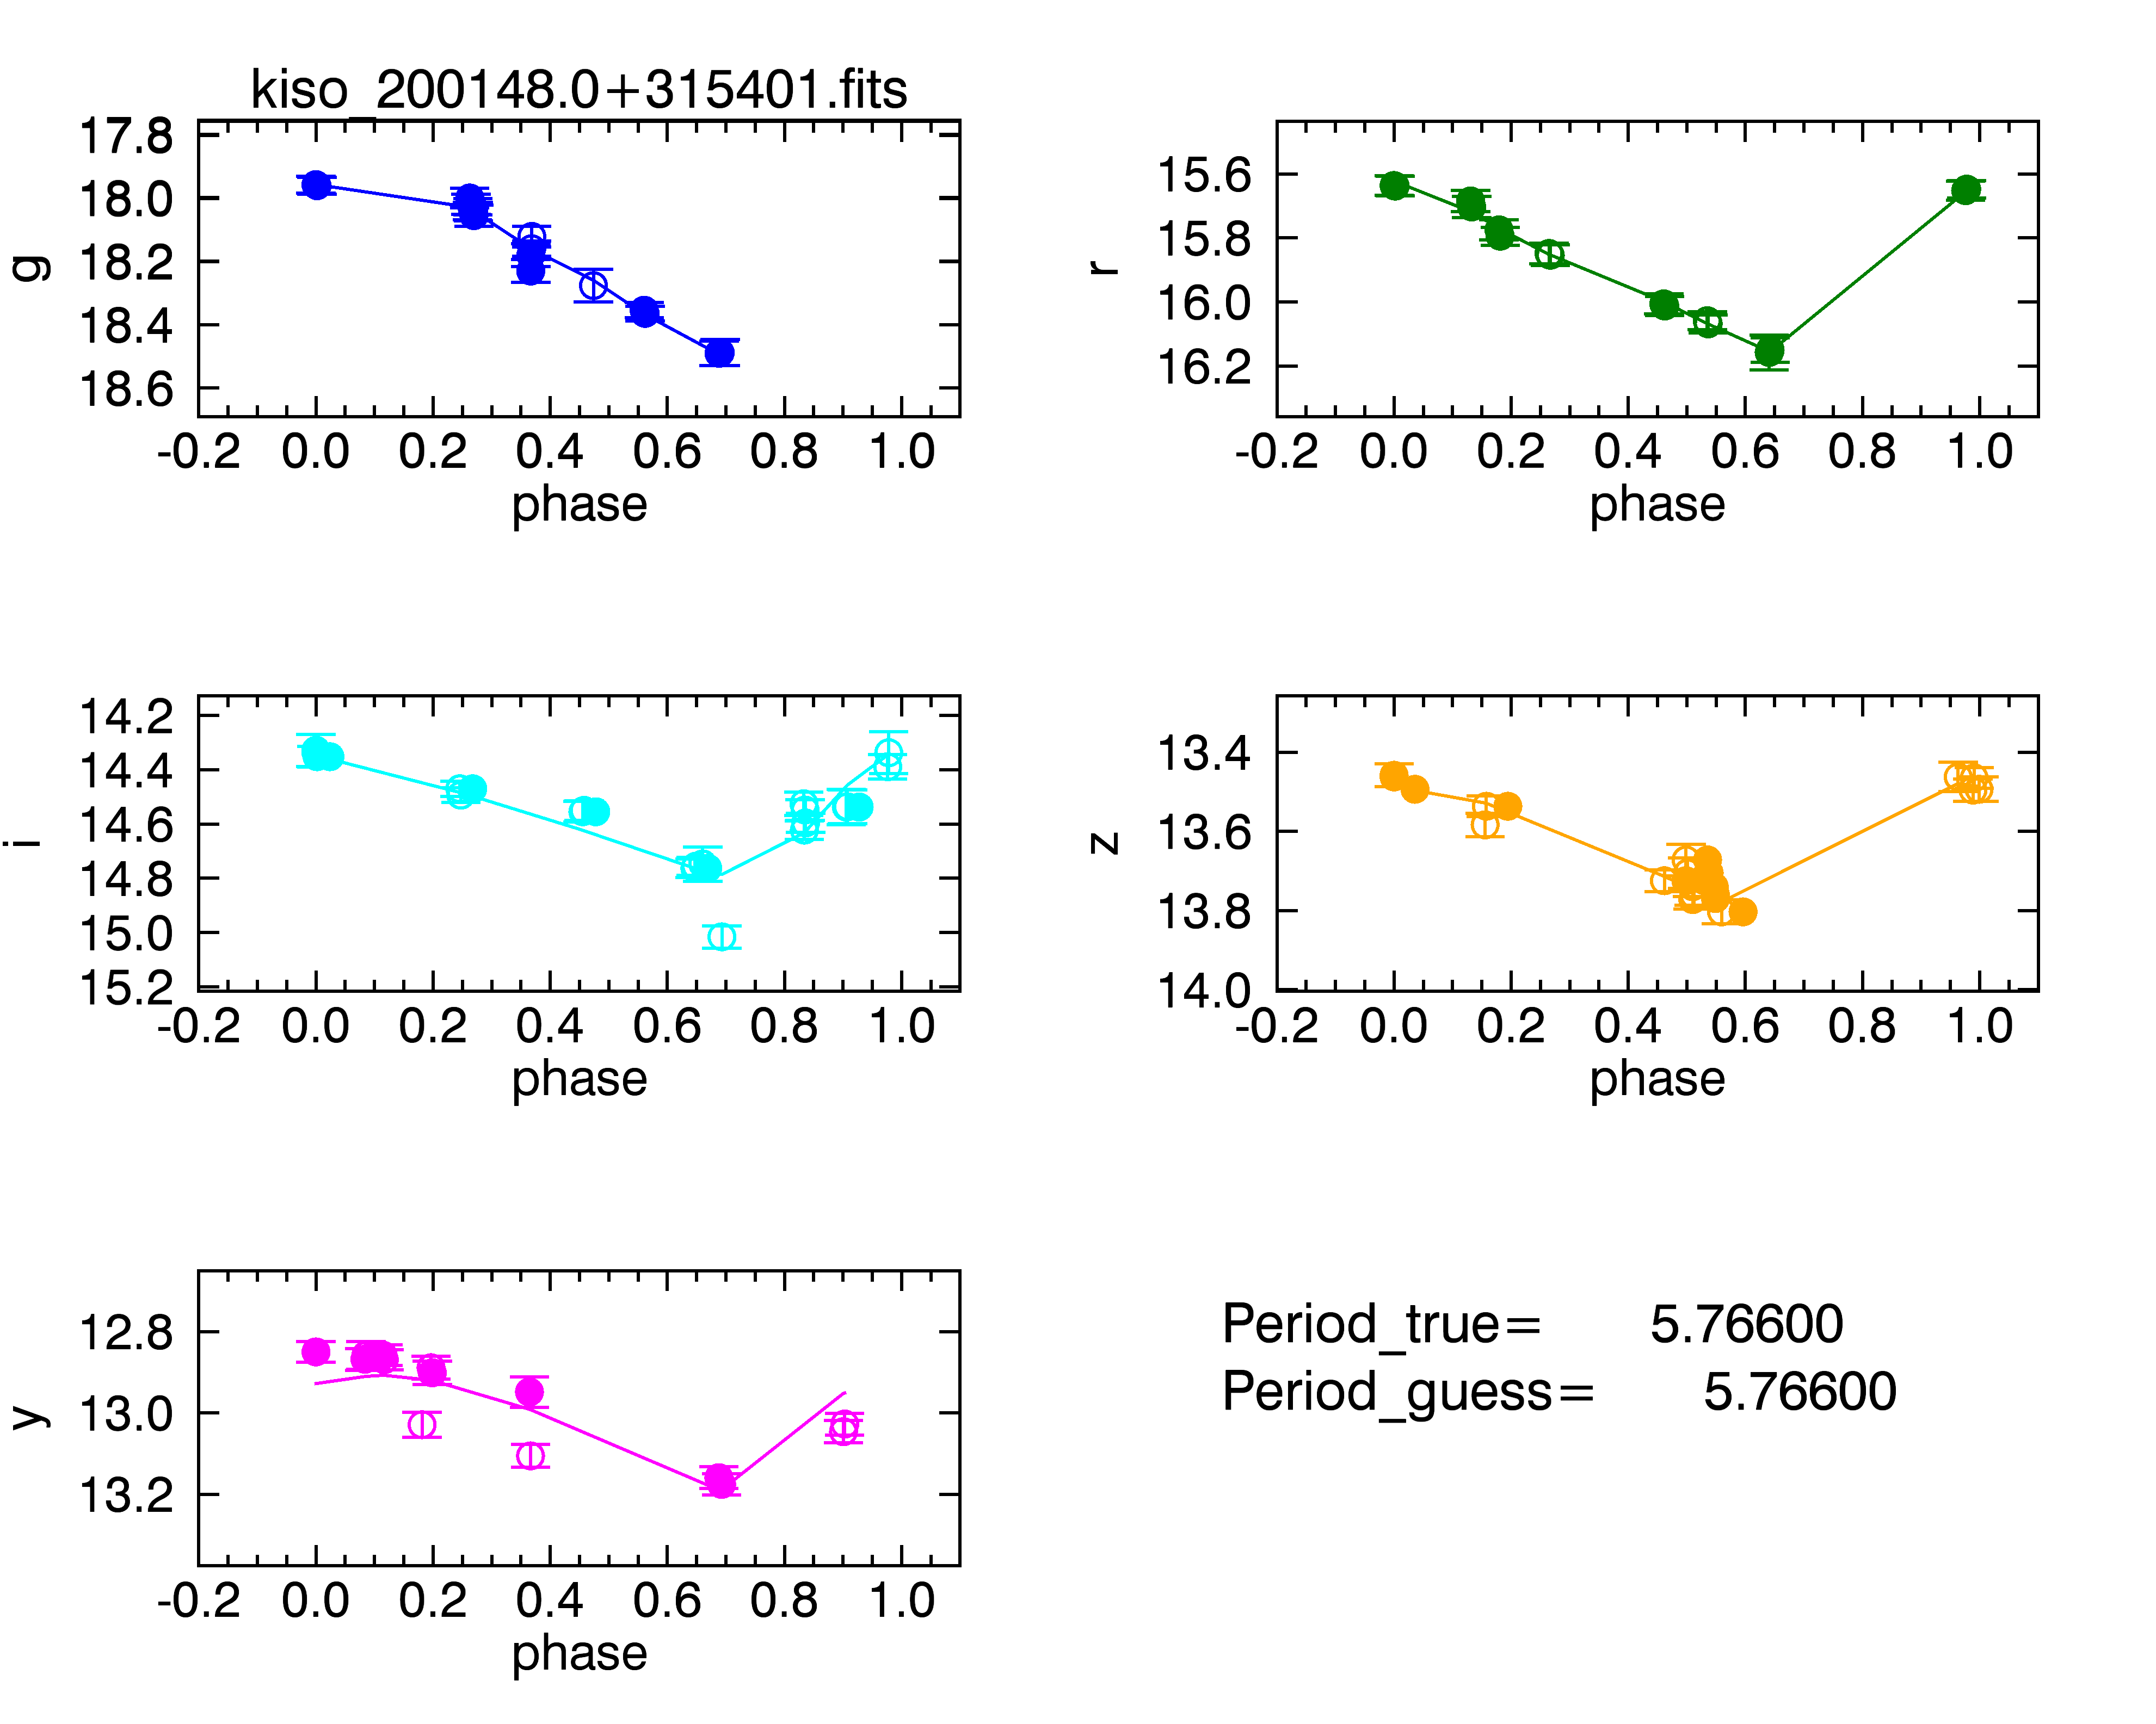 kiso_200148.0+315401.fits
17.8
18.0
18.2
18.4
18.6
g
-0.2 0.0 0.2 0.4 0.6 0.8 1.0
phase
15.6
15.8
16.0
16.2
r
-0.2 0.0 0.2 0.4 0.6 0.8 1.0
phase
14.2
14.4
14.6
14.8
15.0
15.2
i
-0.2 0.0 0.2 0.4 0.6 0.8 1.0
phase
13.4
13.6
13.8
14.0
z
-0.2 0.0 0.2 0.4 0.6 0.8 1.0
phase
12.8
13.0
13.2
y
-0.2 0.0 0.2 0.4 0.6 0.8 1.0
phase
Period_true= 5.76600
Period_guess= 5.76600